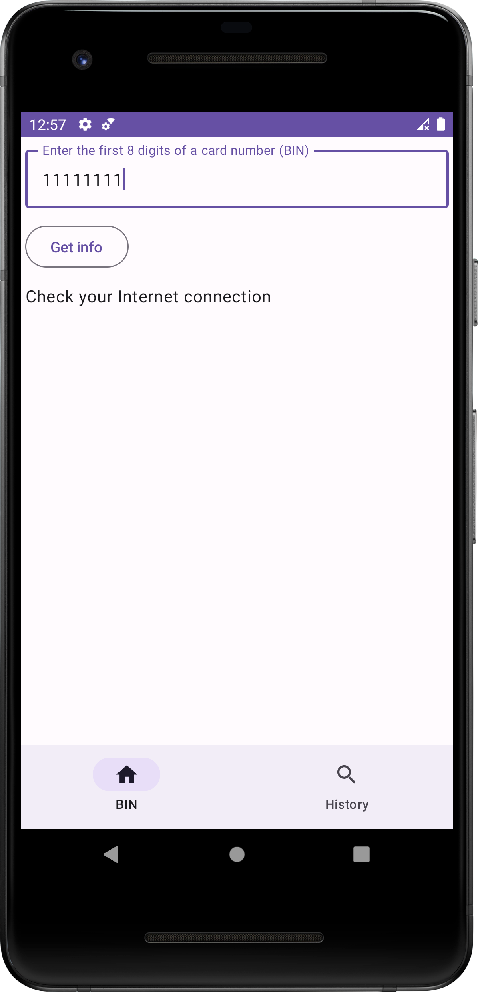 12:57
Enter the first 8 digits of a card number (BIN)
11111111
Get info
Check your Internet connection
BIN
History